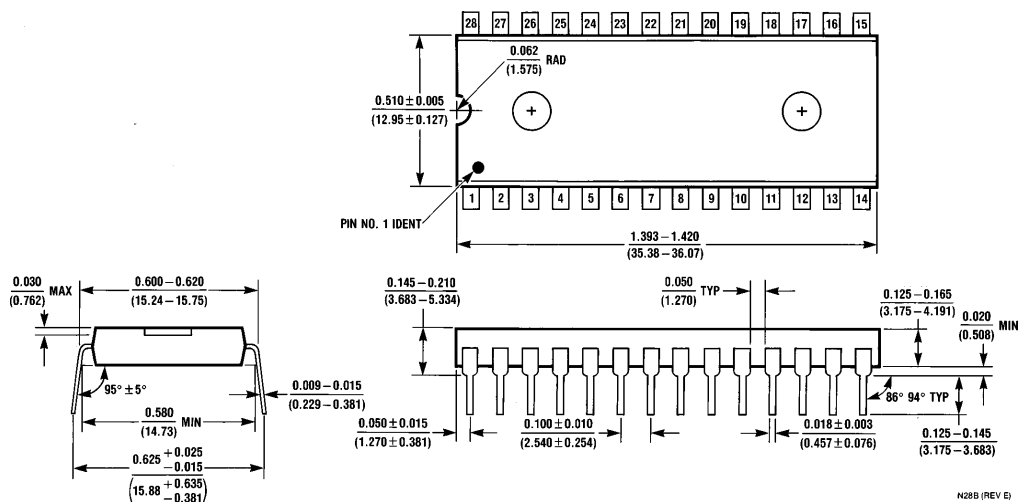 28 27 26 25 24 23 22 21 20 19 18 17 16 15
0.062
(1.575)
RAD
0.510 ± 0.005
(12.95 ± 0.127)
PIN NO. 1 IDENT
1 2 3 4 5 6 7 8 9 10 11 12 13 14
1.393 – 1.420
(35.38 – 36.07)
0.030
(0.762)
MAX
0.600 – 0.620
(15.24 – 15.75)
95° ± 5°
0.580
(14.73)
MIN
0.009 – 0.015
(0.229 – 0.381)
0.625 +0.025
-0.015
(15.88 +0.635
-0.381)
0.145 – 0.210
(3.683 – 5.334)
0.050
(1.270)
TYP
0.125 – 0.165
(3.175 – 4.191)
0.020
(0.508)
MIN
86° 94° TYP
0.050 ± 0.015
(1.270 ± 0.381)
0.100 ± 0.010
(2.540 ± 0.254)
0.018 ± 0.003
(0.457 ± 0.076)
0.125 – 0.145
(3.175 – 3.683)
N28B (REV E)